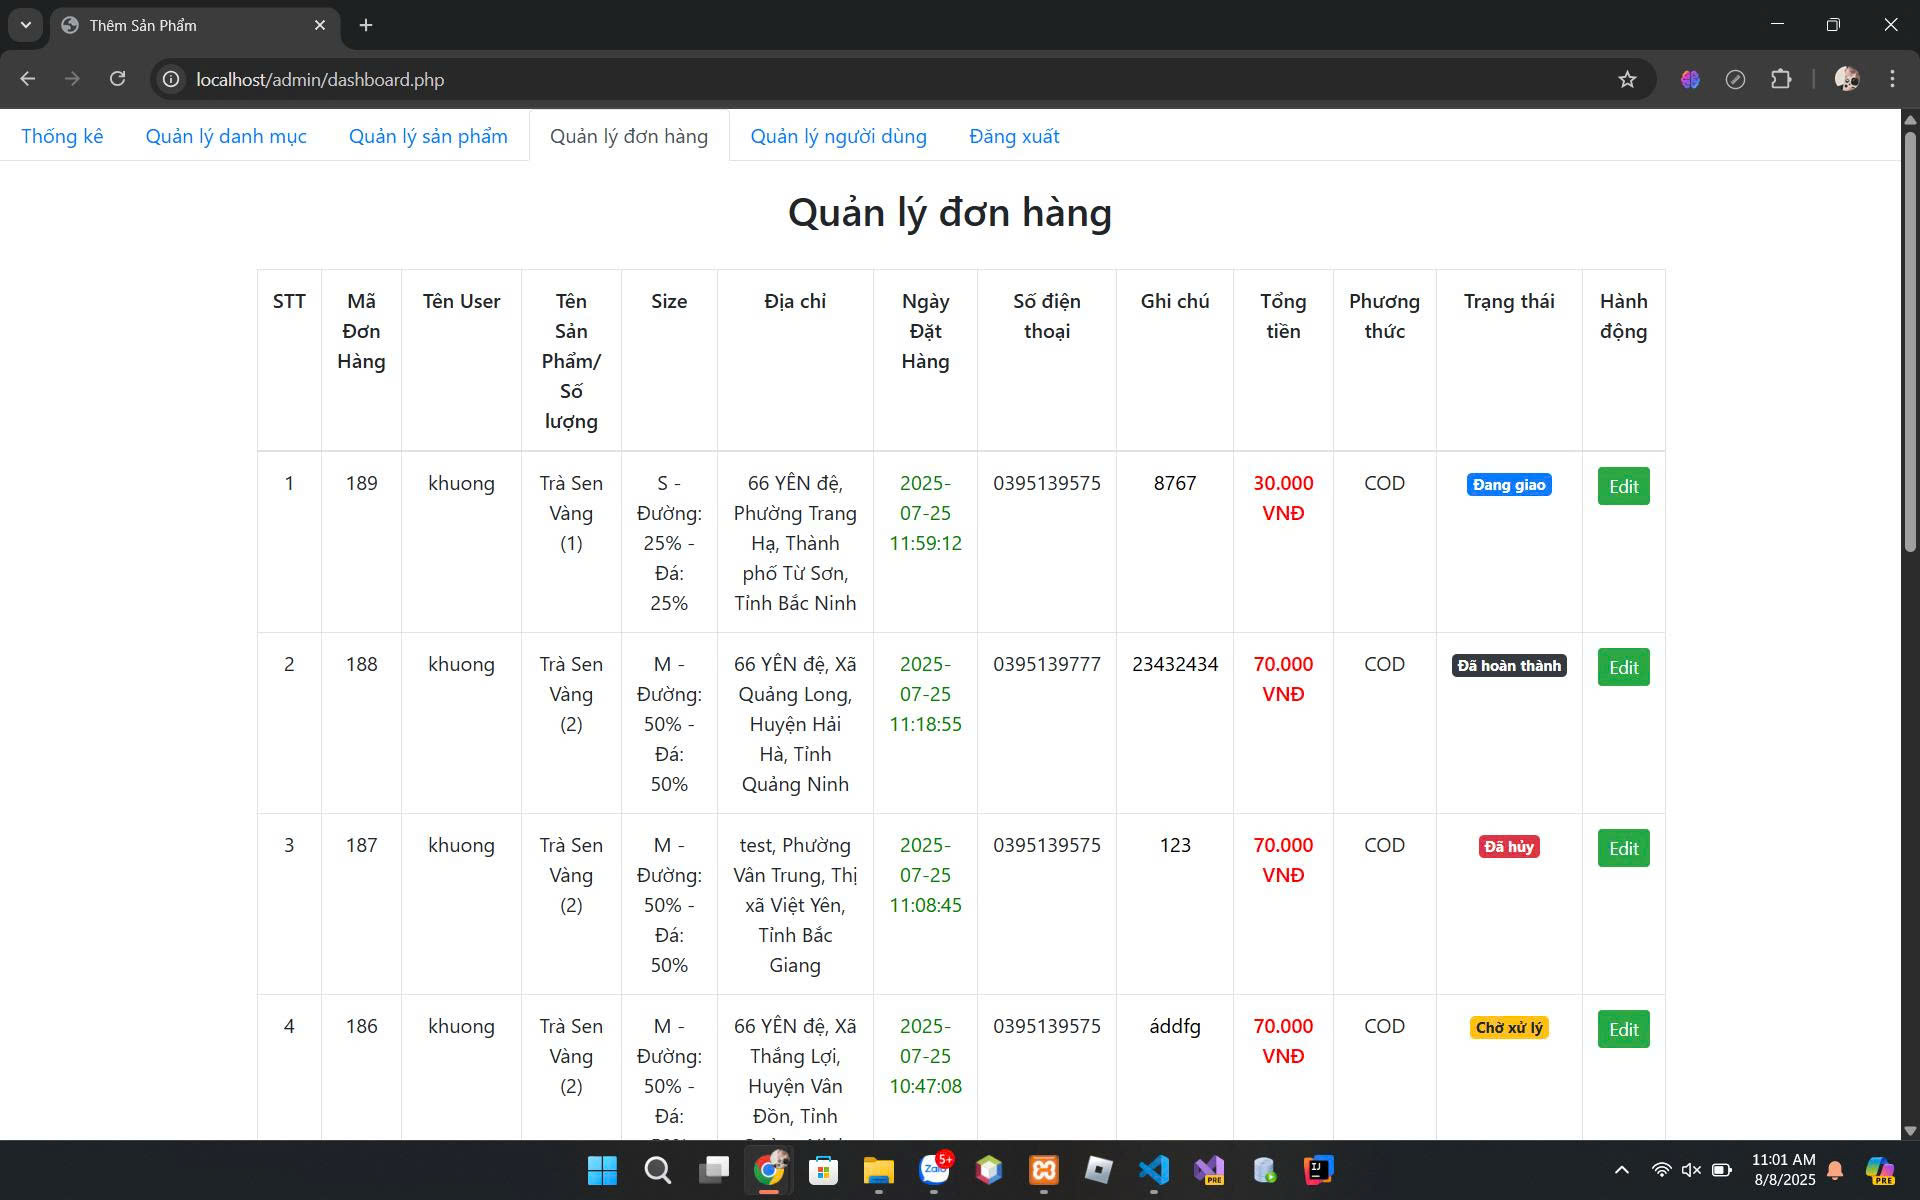 Thêm Sản Phẩm
localhost/admin/dashboard.php
Thống kê
Quản lý danh mục
Quản lý sản phẩm
Quản lý đơn hàng
Quản lý người dùng
Đăng xuất
Quản lý đơn hàng
STT
Mã
Đơn
Hàng
Tên User
Tên
Sản
Phẩm/
Số
lượng
Size
Địa chỉ
Ngày
Đặt
Hàng
Số điện
thoại
Ghi chú
Tổng
tiền
Phương
thức
Trạng thái
Hành
động
1
189
khuong
Trà Sen
Vàng
(1)
S -
Đường:
25% -
Đá:
25%
66 YÊN đệ,
Phường Trang
Hạ, Thành
phố Từ Sơn,
Tỉnh Bắc Ninh
2025-
07-25
11:59:12
0395139575
8767
30.000
VNĐ
COD
Đang giao
Edit
2
188
khuong
Trà Sen
Vàng
(2)
M -
Đường:
50% -
Đá:
50%
66 YÊN đệ, Xã
Quảng Long,
Huyện Hải
Hà, Tỉnh
Quảng Ninh
2025-
07-25
11:18:55
0395139777
23432434
70.000
VNĐ
COD
Đã hoàn thành
Edit
3
187
khuong
Trà Sen
Vàng
(2)
M -
Đường:
50% -
Đá:
50%
test, Phường
Vân Trung, Thị
xã Việt Yên,
Tỉnh Bắc
Giang
2025-
07-25
11:08:45
0395139575
123
70.000
VNĐ
COD
Đã hủy
Edit
4
186
khuong
Trà Sen
Vàng
(2)
M -
Đường:
50% -
Đá:
66 YÊN đệ, Xã
Thắng Lợi,
Huyện Vân
Đồn, Tỉnh
2025-
07-25
10:47:08
0395139575
áddfg
70.000
VNĐ
COD
Chờ xử lý
Edit
Zalo
5+
PRE
IJ
11:01 AM
8/8/2025
PRE